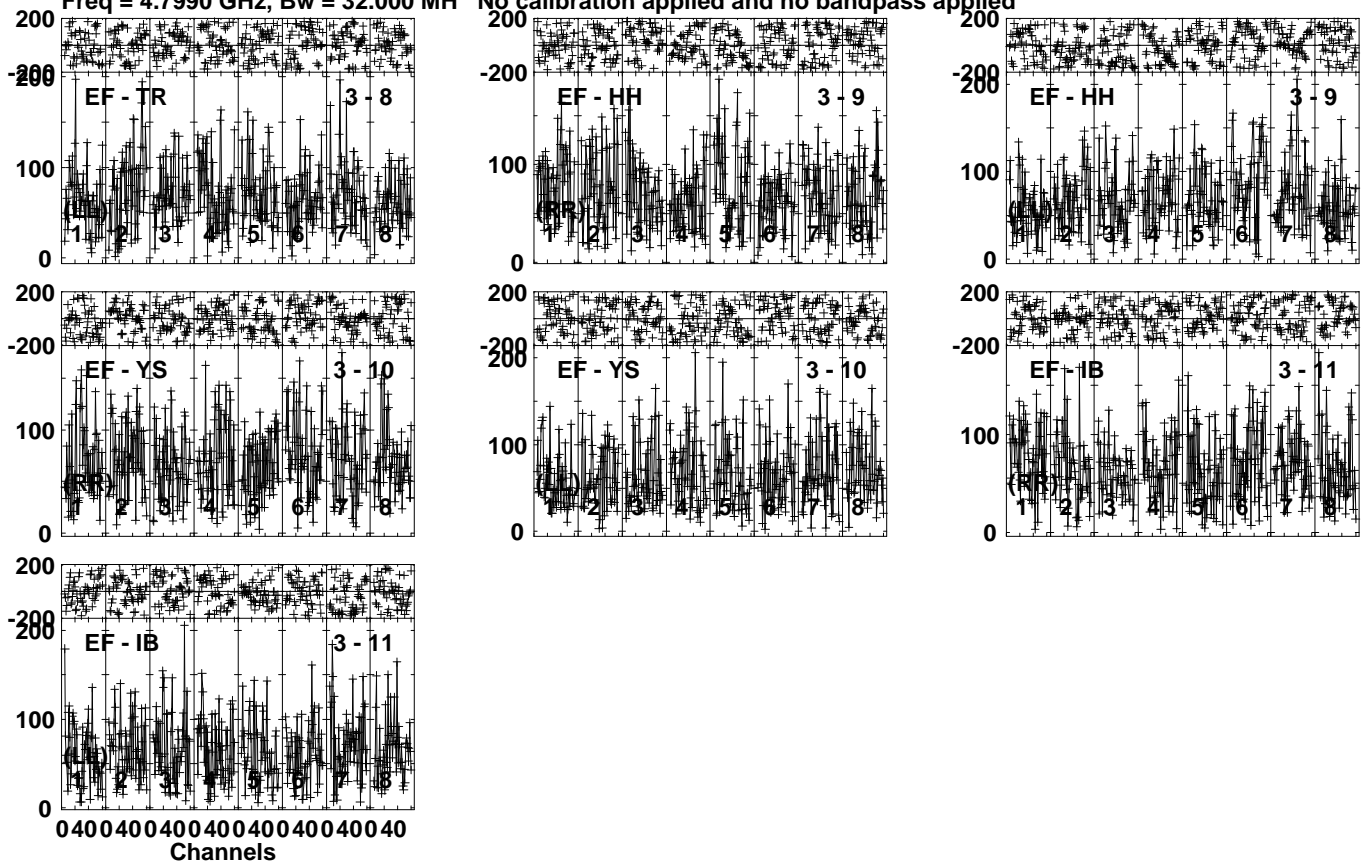 Freq = 4.7990 GHz, Bw = 32.000 MH No calibration applied and no bandpass applied
200
-200
200
EF - TR 3 - 8
100
(LL)
1 2 3 4 5 6 7 8
0
200
-200
EF - HH 3 - 9
100
(RR)
1 2 3 4 5 6 7 8
0
200
-200
200
EF - HH 3 - 9
100
(LL)
1 2 3 4 5 6 7 8
0
200
-200
EF - YS 3 - 10
100
(RR)
1 2 3 4 5 6 7 8
0
200
-200
200
EF - YS 3 - 10
100
(LL)
1 2 3 4 5 6 7 8
0
200
-200
EF - IB 3 - 11
100
(RR)
1 2 3 4 5 6 7 8
0
200
-200
200
EF - IB 3 - 11
100
(LL)
1 2 3 4 5 6 7 8
0
0 40 0 40 0 40 0 40 0 40 0 40 0 40 0 40
Channels